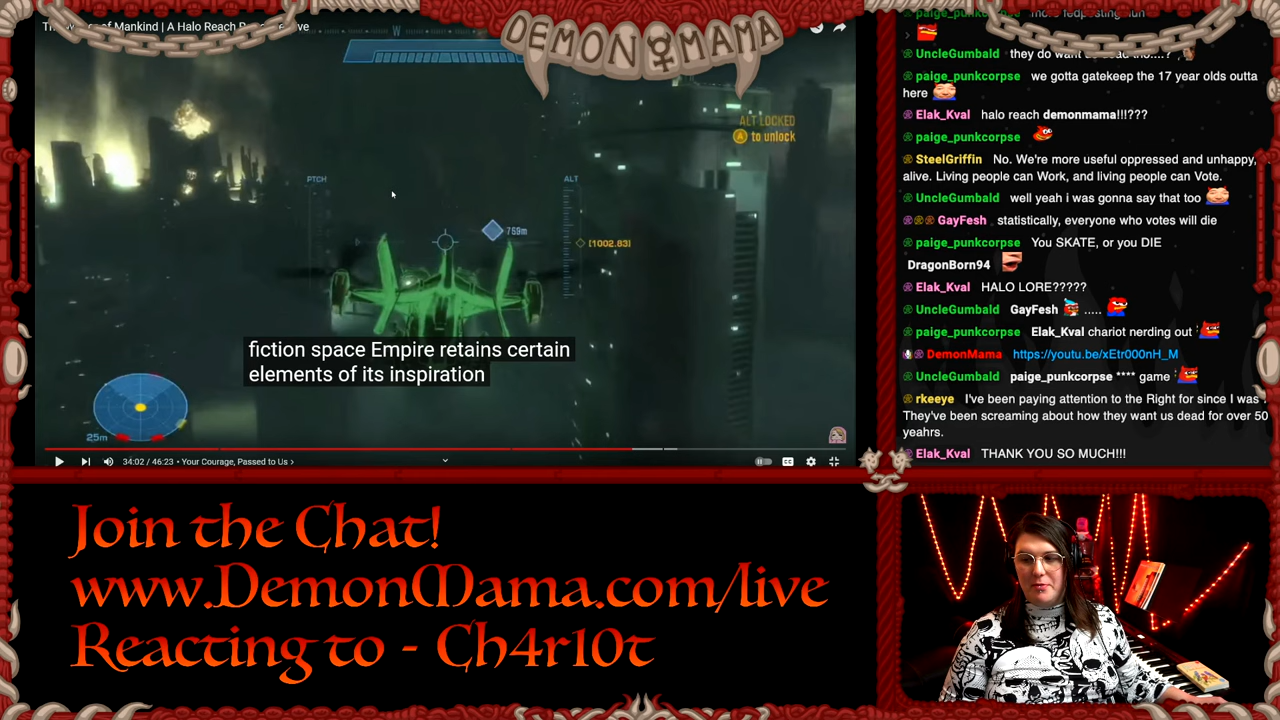 of Mankind | A Halo Reach
W
DEMON MAMA
ALT LOCKED
A to unlock
PTCH
ALT
759m
[1002.83]
fiction space Empire retains certain
elements of its inspiration
25m
34:02 / 46:23 • Your Courage, Passed to Us ›
CC
Join the Chat!
www.DemonMama.com/live
Reacting to - Ch4r10t
paige_punkcorpse more fedposting fun
UncleGumbald they do want
paige_punkcorpse we gotta gatekeep the 17 year olds outta
here
Elak_Kval halo reach demonmama!!!???
paige_punkcorpse
SteelGriffin No. We're more useful oppressed and unhappy,
alive. Living people can Work, and living people can Vote.
UncleGumbald well yeah i was gonna say that too
GayFesh statistically, everyone who votes will die
paige_punkcorpse You SKATE, or you DIE
DragonBorn94
Elak_Kval HALO LORE?????
UncleGumbald GayFesh .....
paige_punkcorpse Elak_Kval chariot nerding out
DemonMama https://youtu.be/xEtr000nH_M
UncleGumbald paige_punkcorpse **** game
rkeeye I've been paying attention to the Right for since I was
They've been screaming about how they want us dead for over 50
yeahrs.
Elak_Kval THANK YOU SO MUCH!!!